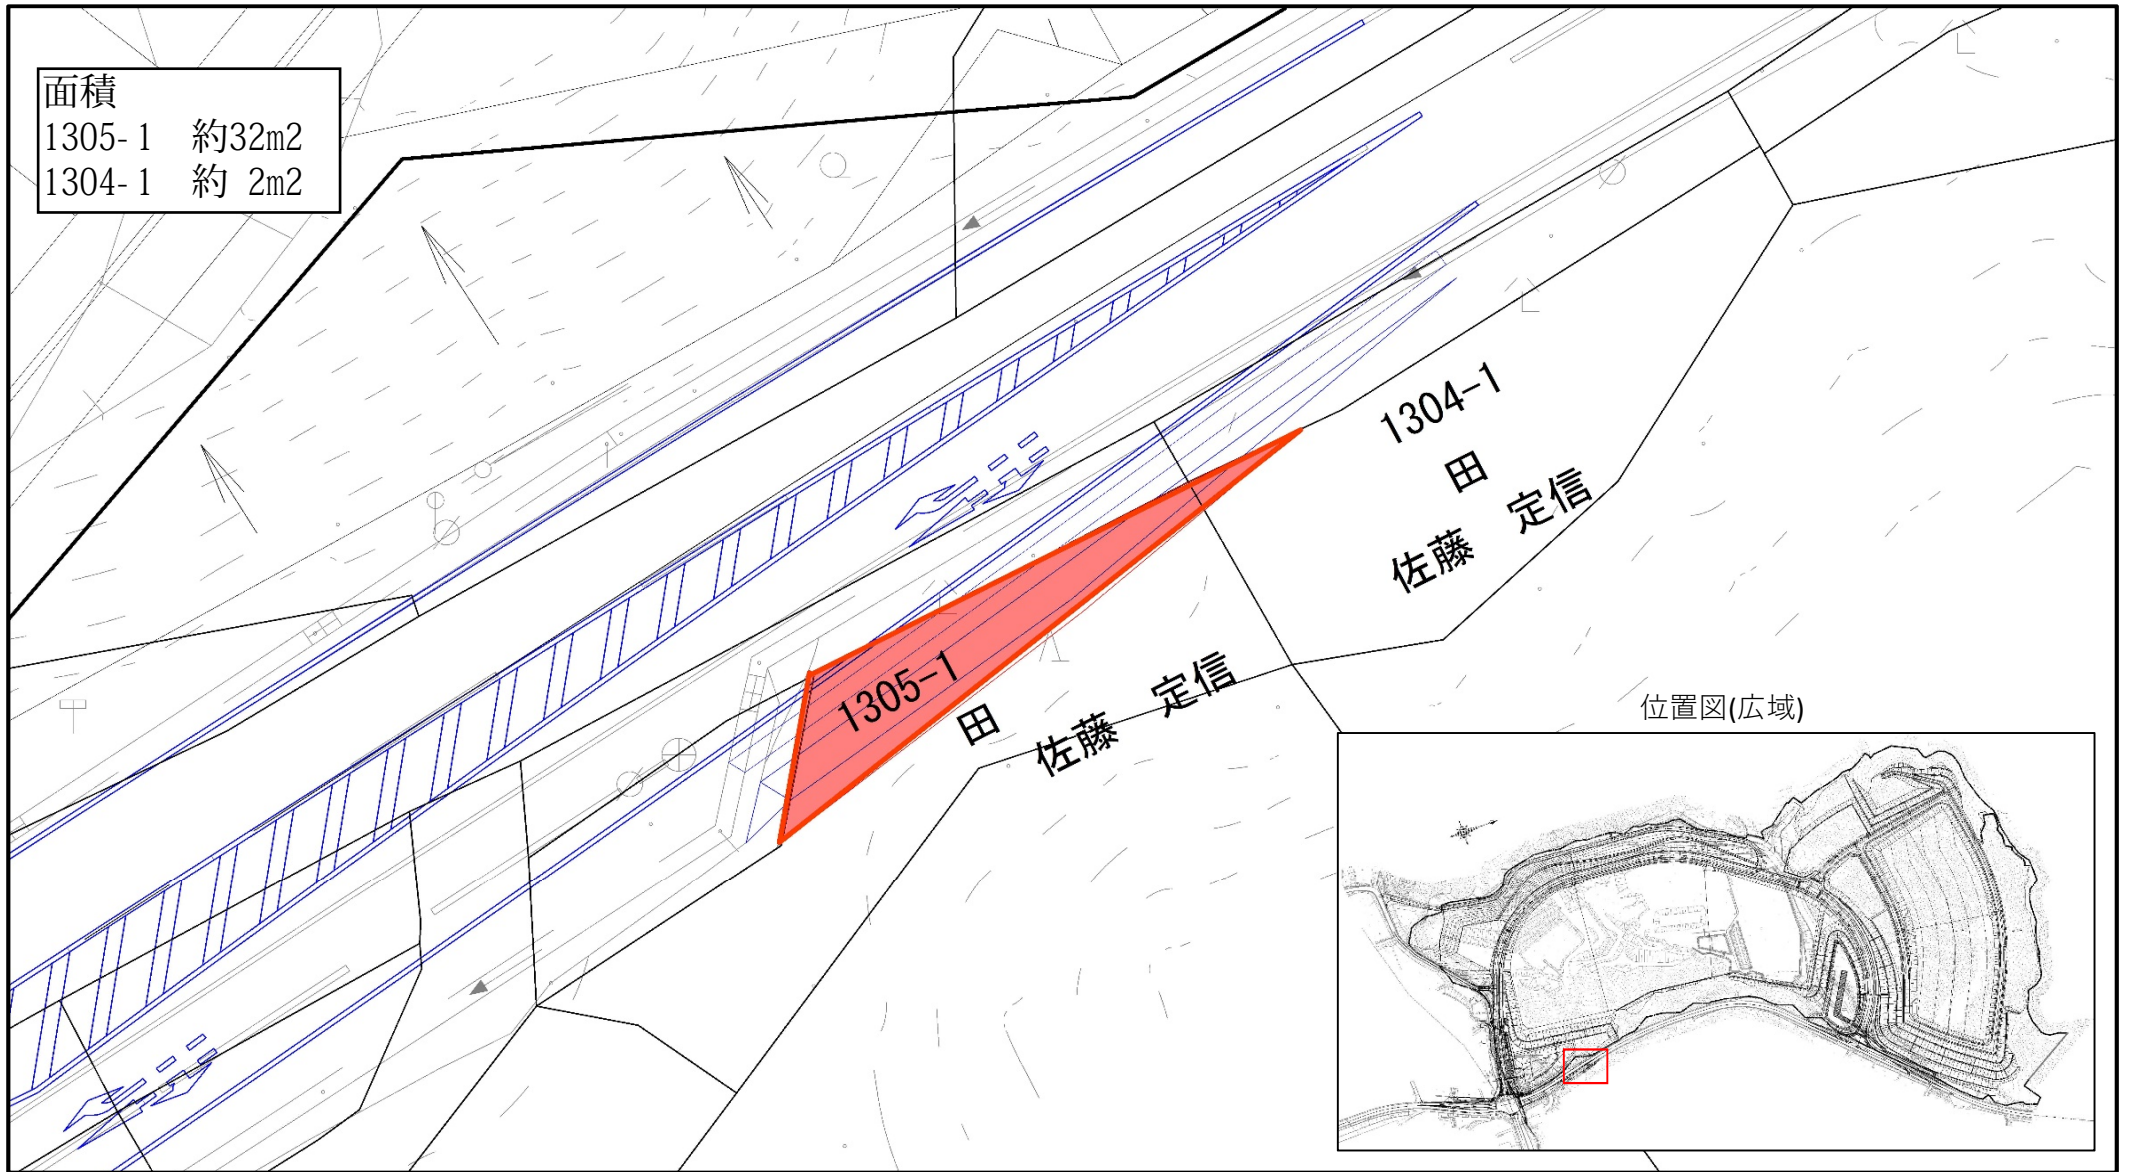 面積
1305-1 約32m2
1304-1 約 2m2
1304-1
田
佐藤 定信
1305-1
田
佐藤 定信
位置図(広域)